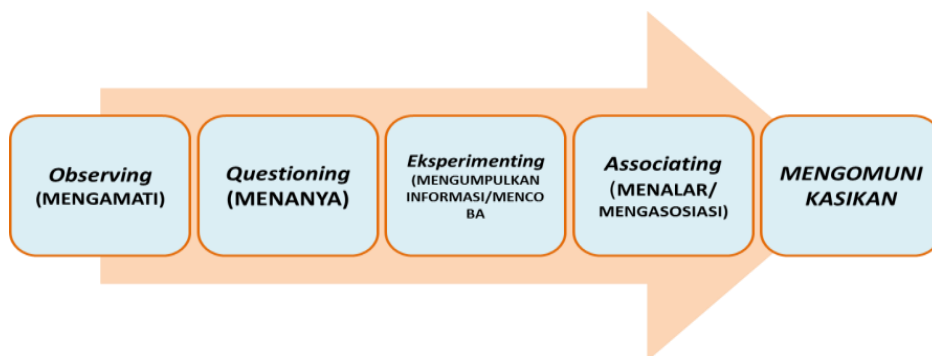 Observing
(MENGAMATI)
Questioning
(MENANYA)
Eksperimenting
(MENGUMPULKAN
INFORMASI/MENCO
BA
Associating
(MENALAR/
MENGASOSIASI)
MENGOMUNI
KASIKAN